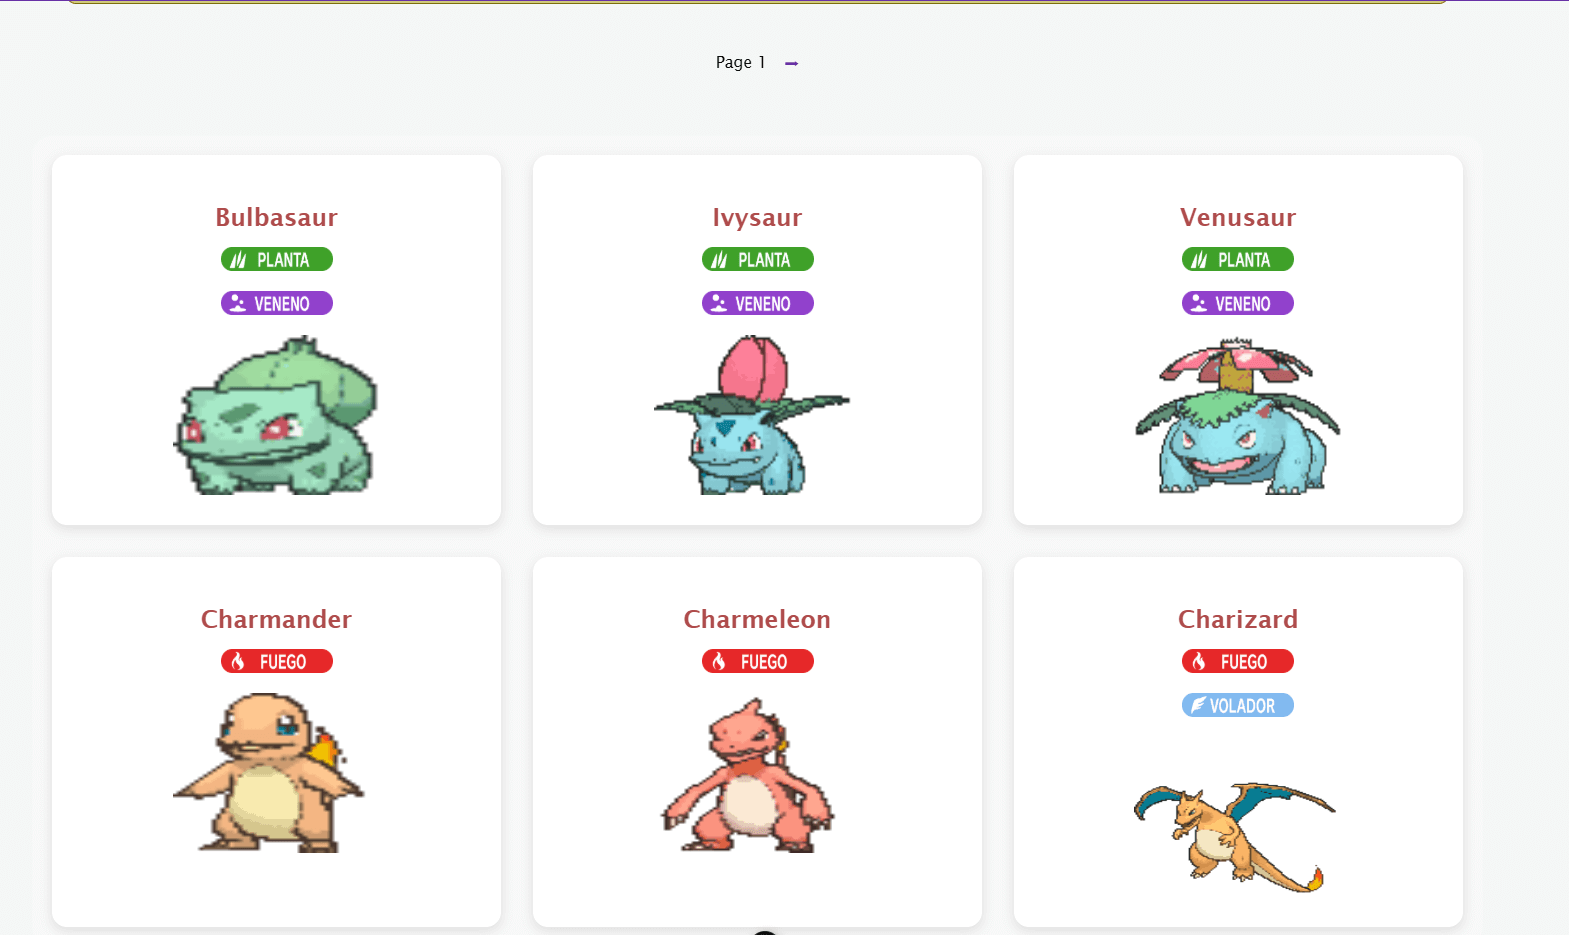 Page 1 ➞
Bulbasaur
PLANTA
VENENO
Ivysaur
PLANTA
VENENO
Venusaur
PLANTA
VENENO
Charmander
FUEGO
Charmeleon
FUEGO
Charizard
FUEGO
VOLADOR